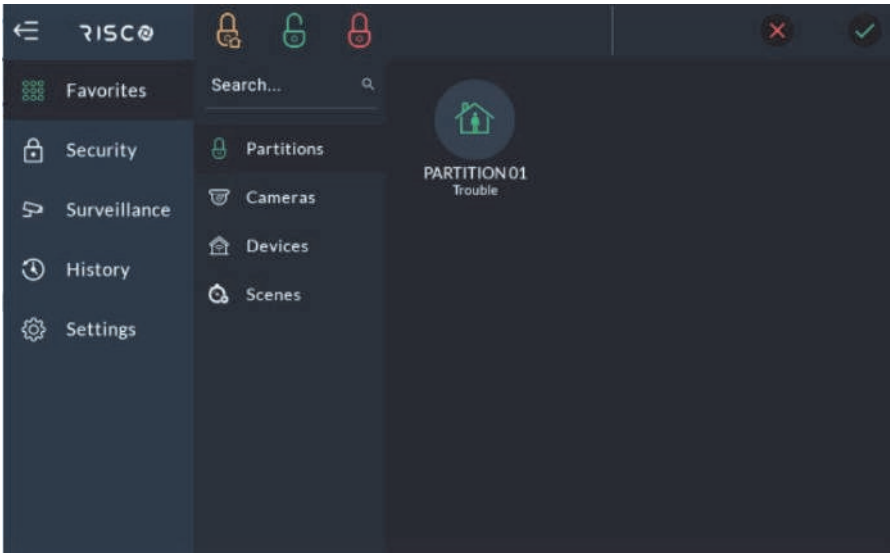 RISCO
Favorites
Security
Surveillance
History
Settings
Search...
Partitions
Cameras
Devices
Scenes
PARTITION 01
Trouble